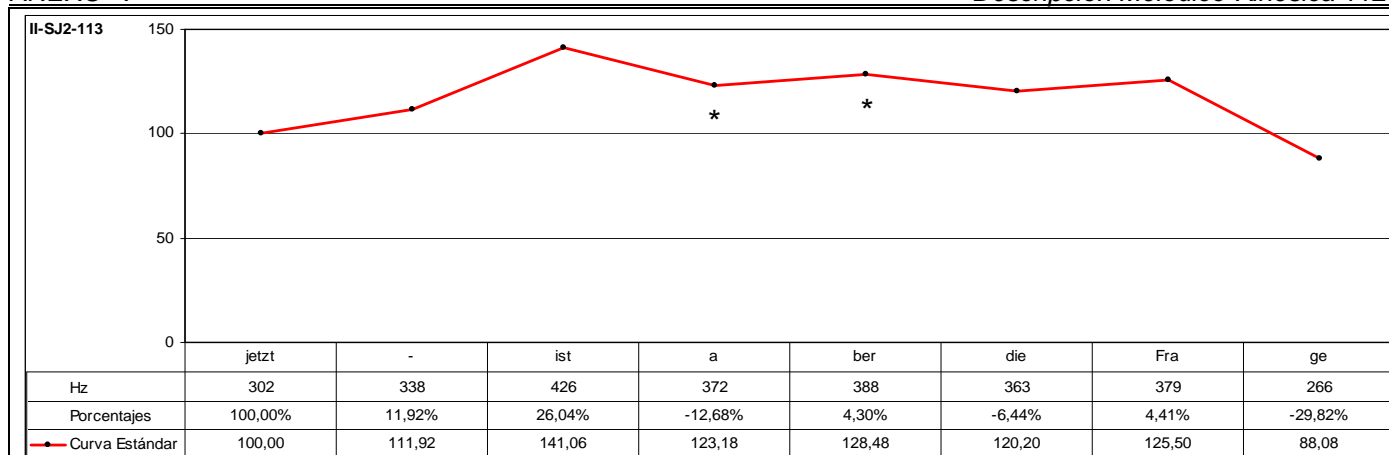 II-SJ2-113
150
100
50
0
* *
jetzt - ist a ber die Fra ge
Hz 302 338 426 372 388 363 379 266
Porcentajes 100,00% 11,92% 26,04% -12,68% 4,30% -6,44% 4,41% -29,82%
Curva Estándar 100,00 111,92 141,06 123,18 128,48 120,20 125,50 88,08